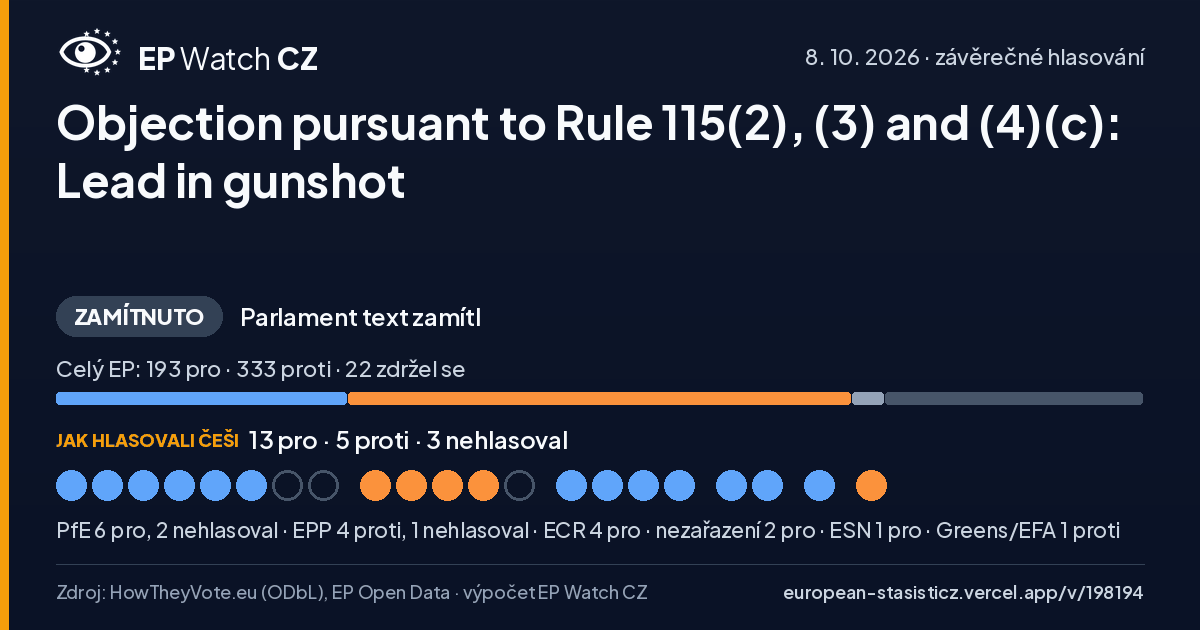 EP Watch CZ
8. 10. 2026 · závěrečné hlasování
Objection pursuant to Rule 115(2), (3) and (4)(c):
Lead in gunshot
ZAMÍTNUTO
Parlament text zamítl
Celý EP: 193 pro · 333 proti · 22 zdržel se
JAK HLASOVALI ČEŠI 13 pro · 5 proti · 3 nehlasoval
PfE 6 pro, 2 nehlasoval · EPP 4 proti, 1 nehlasoval · ECR 4 pro · nezařazení 2 pro · ESN 1 pro · Greens/EFA 1 proti
Zdroj: HowTheyVote.eu (ODbL), EP Open Data · výpočet EP Watch CZ
european-stasisticz.vercel.app/v/198194